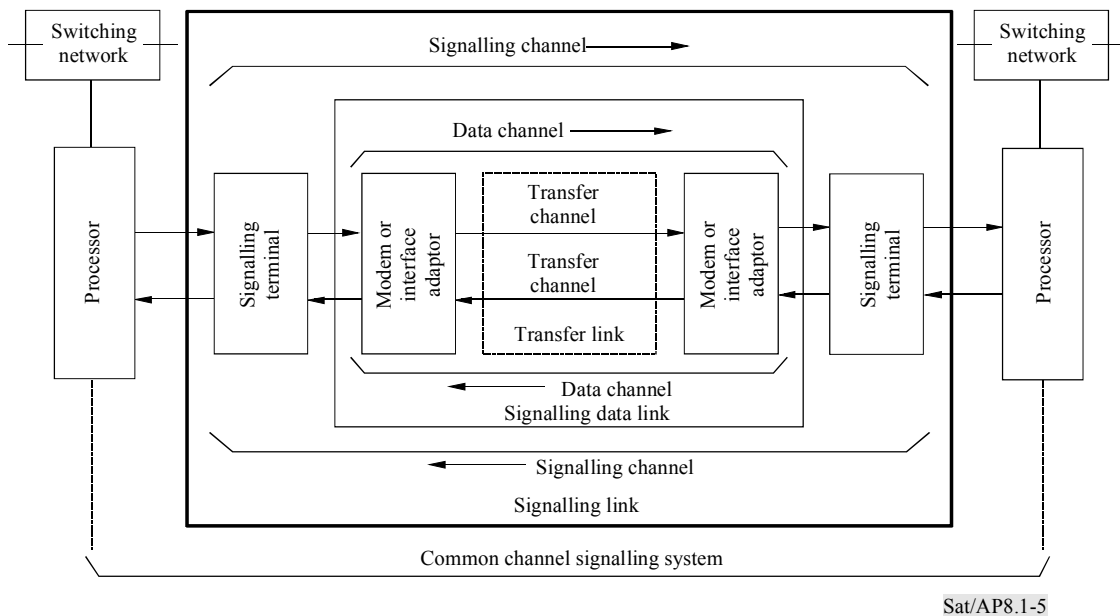 Switching
network
Signalling channel
Switching
network
Data channel
Processor
Signalling
terminal
Modem or
interface
adaptor
Transfer
channel
Transfer
channel
Transfer link
Modem or
interface
adaptor
Signalling
terminal
Processor
Data channel
Signalling data link
Signalling channel
Signalling link
Common channel signalling system
Sat/AP8.1-5